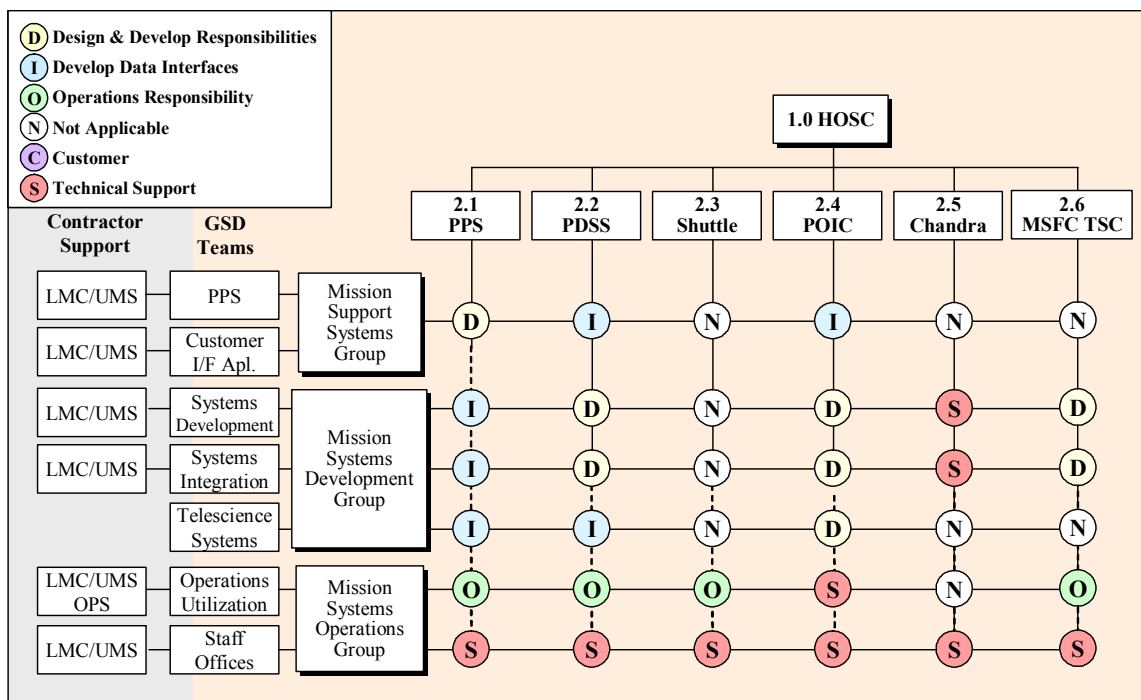 D Design & Develop Responsibilities
I Develop Data Interfaces
O Operations Responsibility
N Not Applicable
C Customer
S Technical Support
1.0 HOSC
2.1
PPS
2.2
PDSS
2.3
Shuttle
2.4
POIC
2.5
Chandra
2.6
MSFC TSC
Contractor
Support
GSD
Teams
LMC/UMS
PPS
Mission
Support
Systems
Group
D I N I N N
LMC/UMS
Customer
I/F Apl.
LMC/UMS
Systems
Development
Mission
Systems
Development
Group
I D N D S D
LMC/UMS
Systems
Integration
I D N D S D
Telescience
Systems
I I N D N N
LMC/UMS
OPS
Operations
Utilization
Mission
Systems
Operations
Group
O O O S N O
LMC/UMS
Staff
Offices
S S S S S S